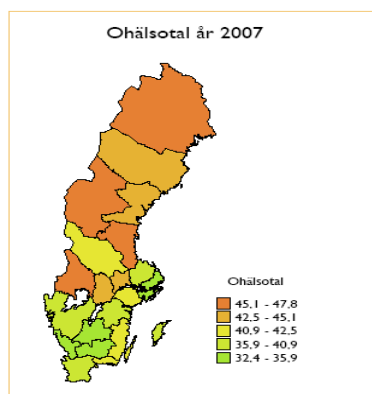 Ohälsotal år 2007
Ohälsotal
45,1 - 47,8
42,5 - 45,1
40,9 - 42,5
35,9 - 40,9
32,4 - 35,9